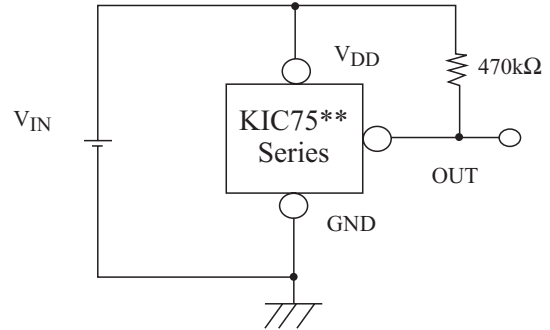 V_DD
470kΩ
V_IN
KIC75**
Series
OUT
GND